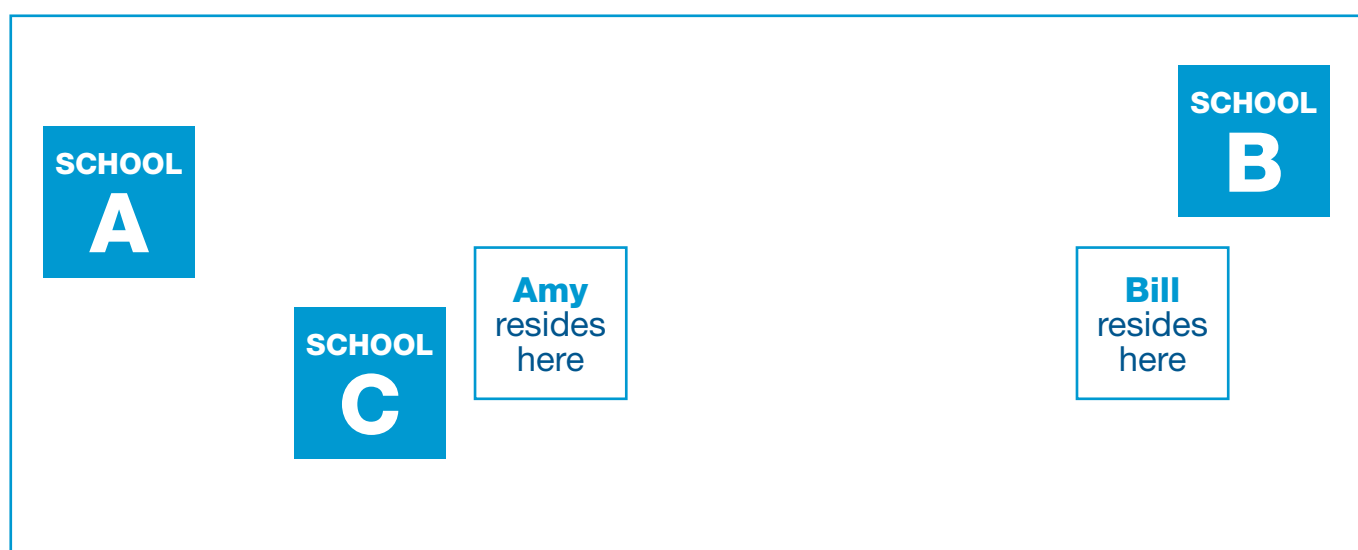 SCHOOL
A
SCHOOL
B
SCHOOL
C
Amy
resides
here
Bill
resides
here